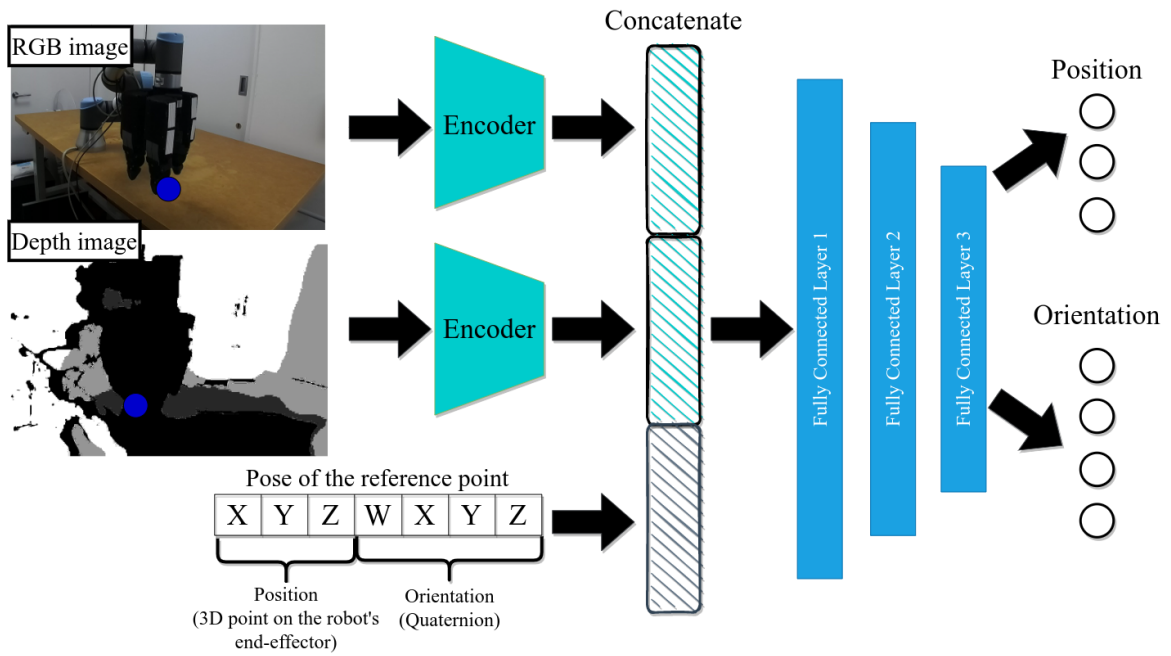 Concatenate
RGB image
Encoder
Position
Depth image
Encoder
Fully Connected Layer 1
Fully Connected Layer 2
Fully Connected Layer 3
Orientation
Pose of the reference point
X Y Z W X Y Z
Position
(3D point on the robot's
end-effector)
Orientation
(Quaternion)